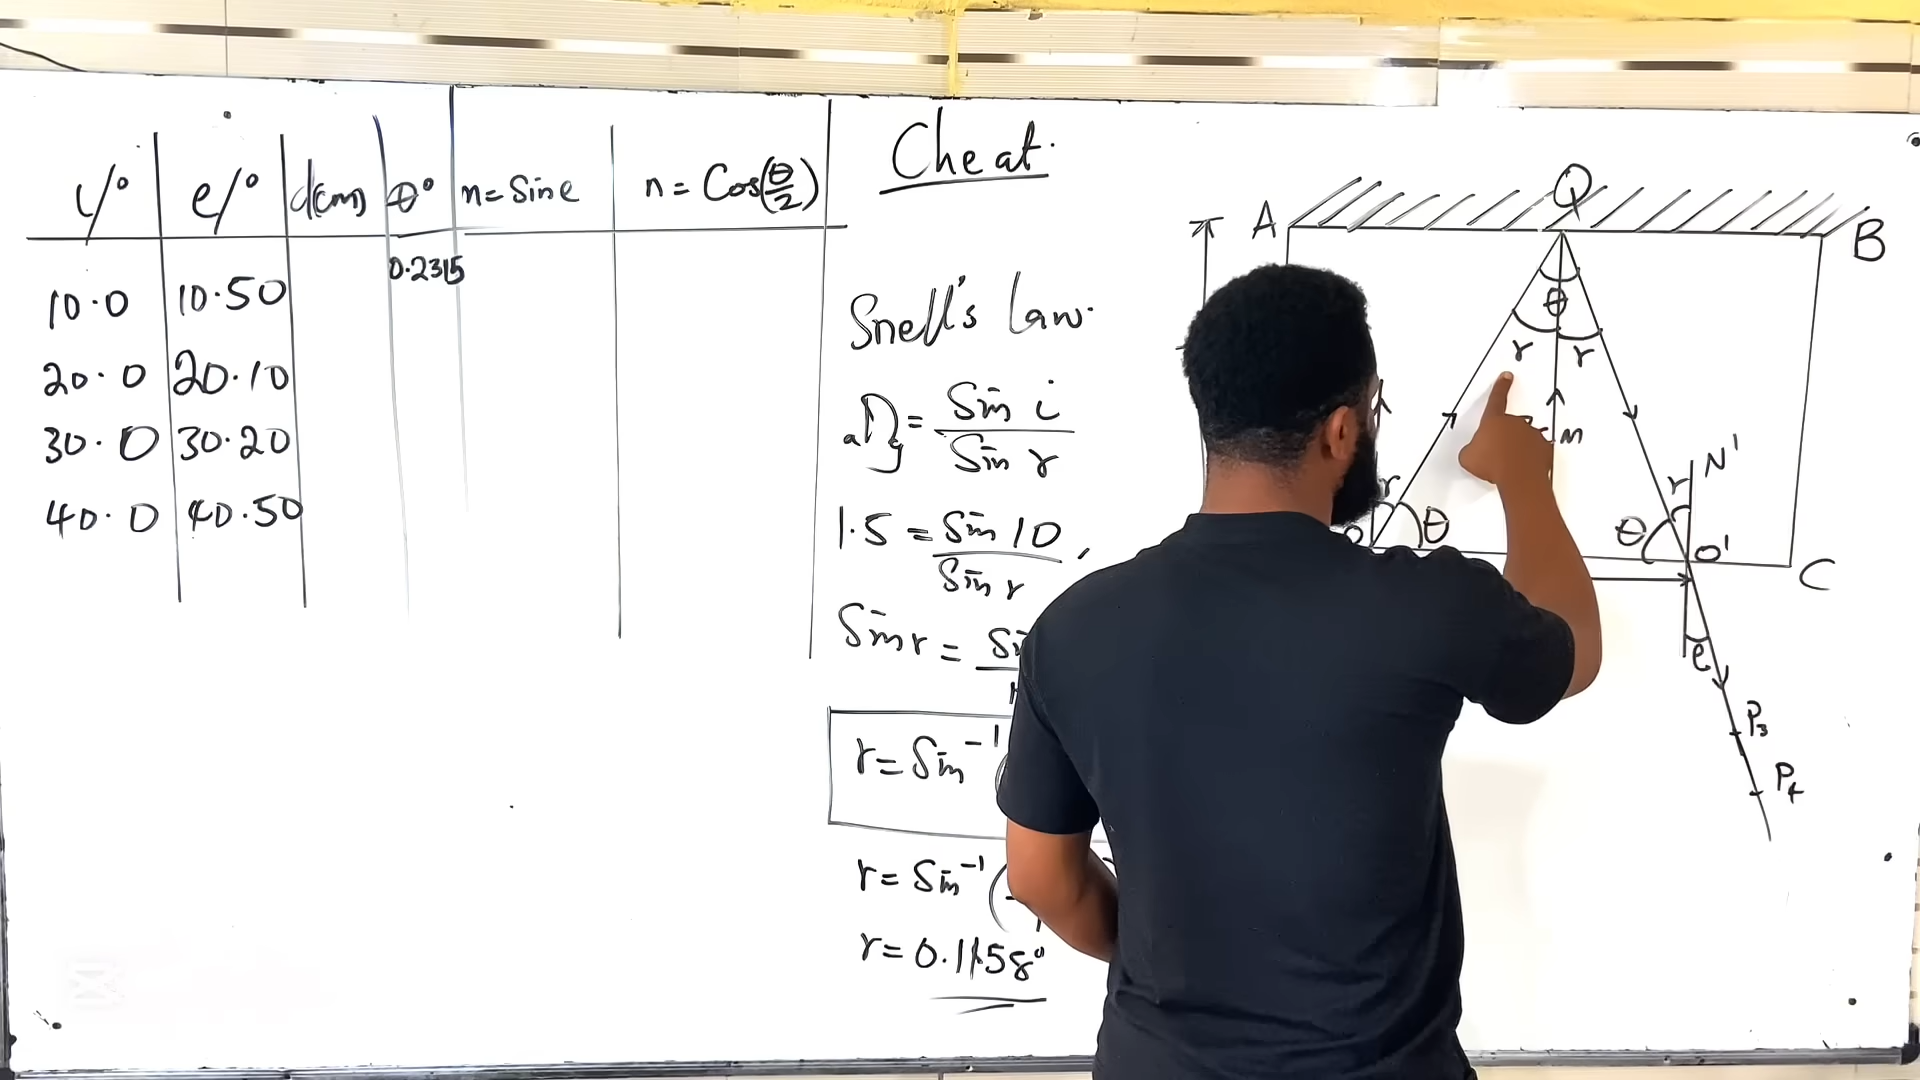 i/° e/° d(cm) θ° m=Sin e n = Cos(θ/2)
0.2315
10.0 10.50
20.0 20.10
30.0 30.20
40.0 40.50
Cheat.
Snell's law.
aηg = Sin i / Sin r
1.5 = Sin 10 / Sin r ,
Sin r =
r = Sin⁻¹ (
r = Sin⁻¹ (
r = 0.1158°
A Q B
θ
r r
m
N'
r r
θ θ
O' C
e
P3
P4